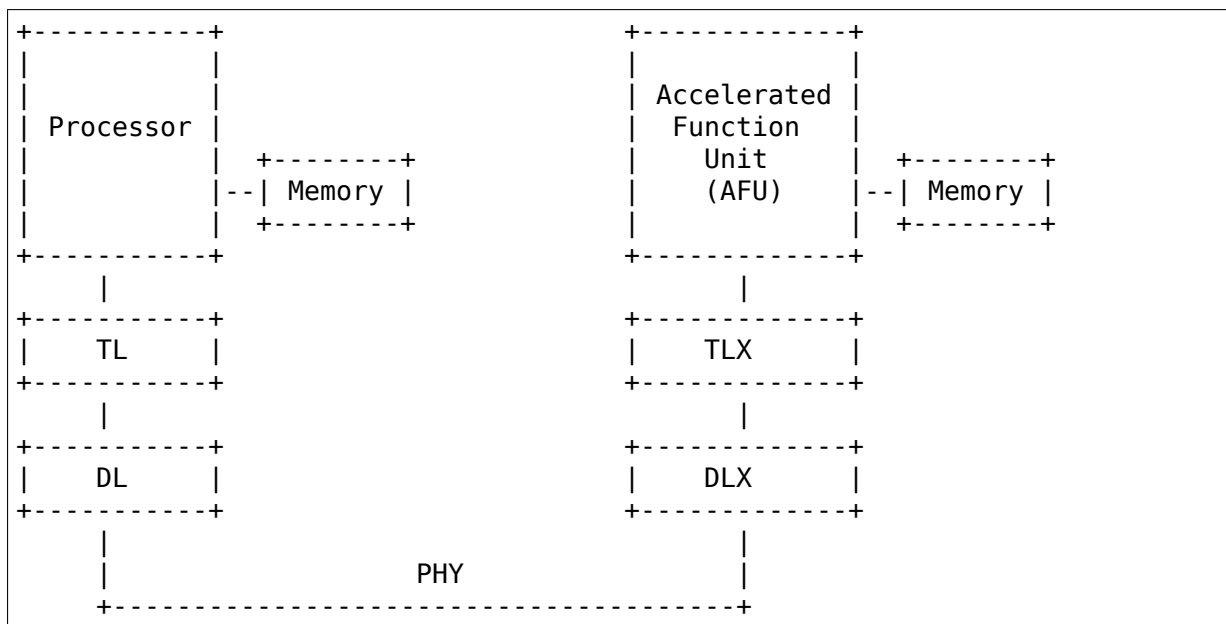 +-----------+                         +-------------+
|           |                         |             |
|           |                         | Accelerated |
| Processor |                         |  Function   |
|           |  +--------+             |    Unit     |  +--------+
|           |--| Memory |             |    (AFU)    |--| Memory |
|           |  +--------+             |             |  +--------+
+-----------+                         +-------------+
     |                                       |
+-----------+                         +-------------+
|    TL     |                         |    TLX      |
+-----------+                         +-------------+
     |                                       |
+-----------+                         +-------------+
|    DL     |                         |    DLX      |
+-----------+                         +-------------+
     |                                       |
     |                   PHY                 |
     +---------------------------------------+